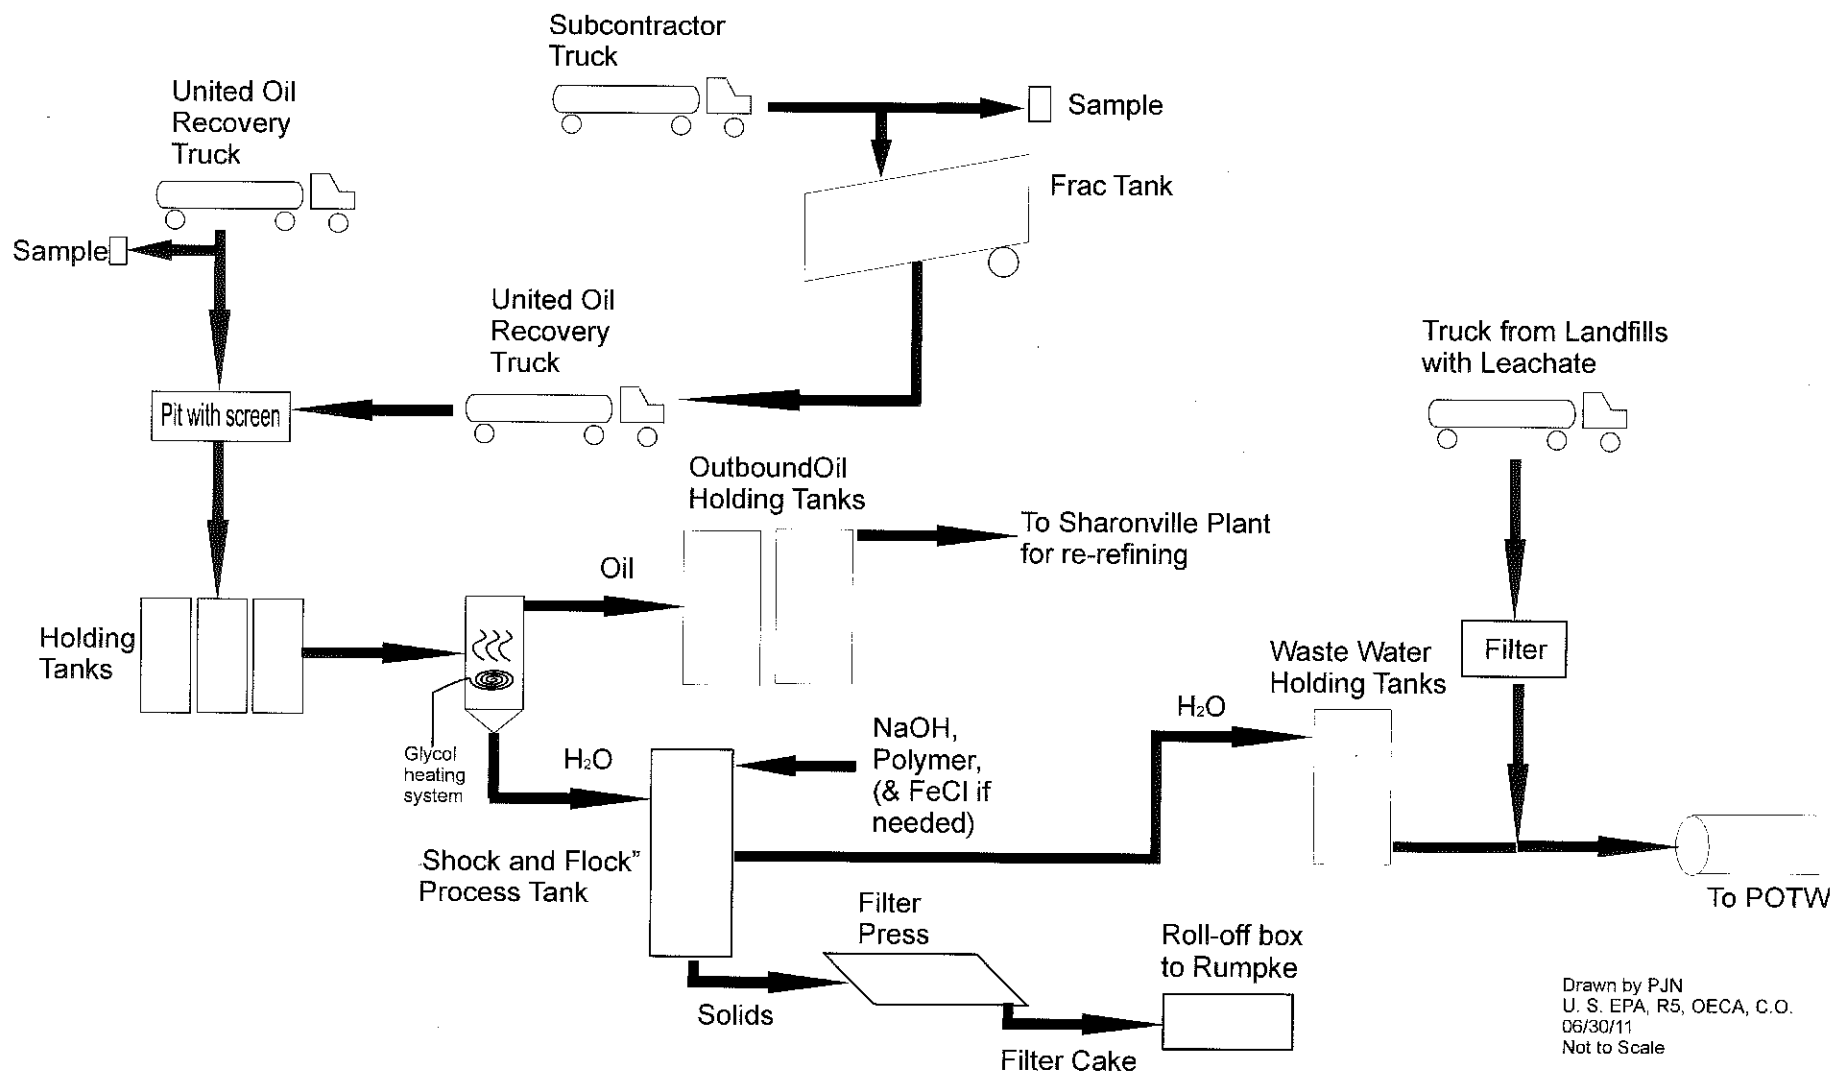 Subcontractor
Truck
Sample
United Oil
Recovery
Truck
Frac Tank
Sample
United Oil
Recovery
Truck
Truck from Landfills
with Leachate
Pit with screen
OutboundOil
Holding Tanks
To Sharonville Plant
for re-refining
Oil
Holding
Tanks
Filter
Waste Water
Holding Tanks
H₂O
Glycol
heating
system
H₂O
NaOH,
Polymer,
(& FeCl if
needed)
Shock and Flock”
Process Tank
To POTW
Filter
Press
Roll-off box
to Rumpke
Solids
Filter Cake
Drawn by PJN
U. S. EPA, R5, OECA, C.O.
06/30/11
Not to Scale